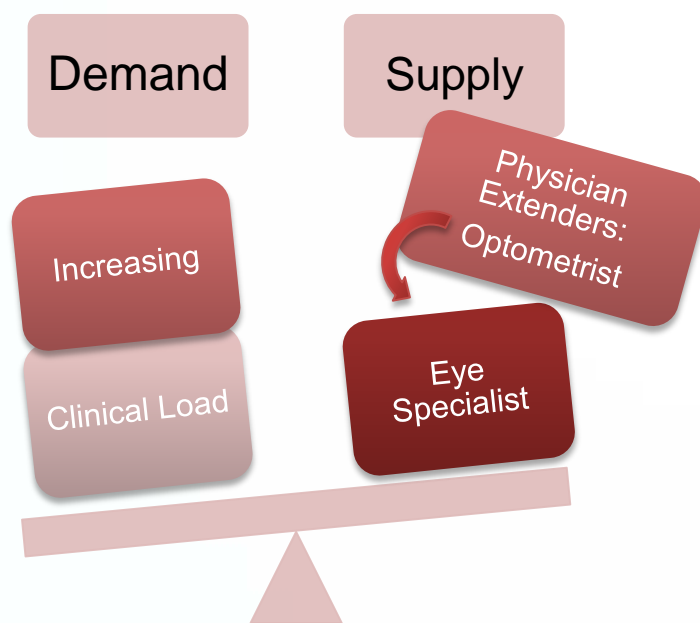 Demand
Supply
Physician
Extenders:
Optometrist
Increasing
Eye
Specialist
Clinical Load